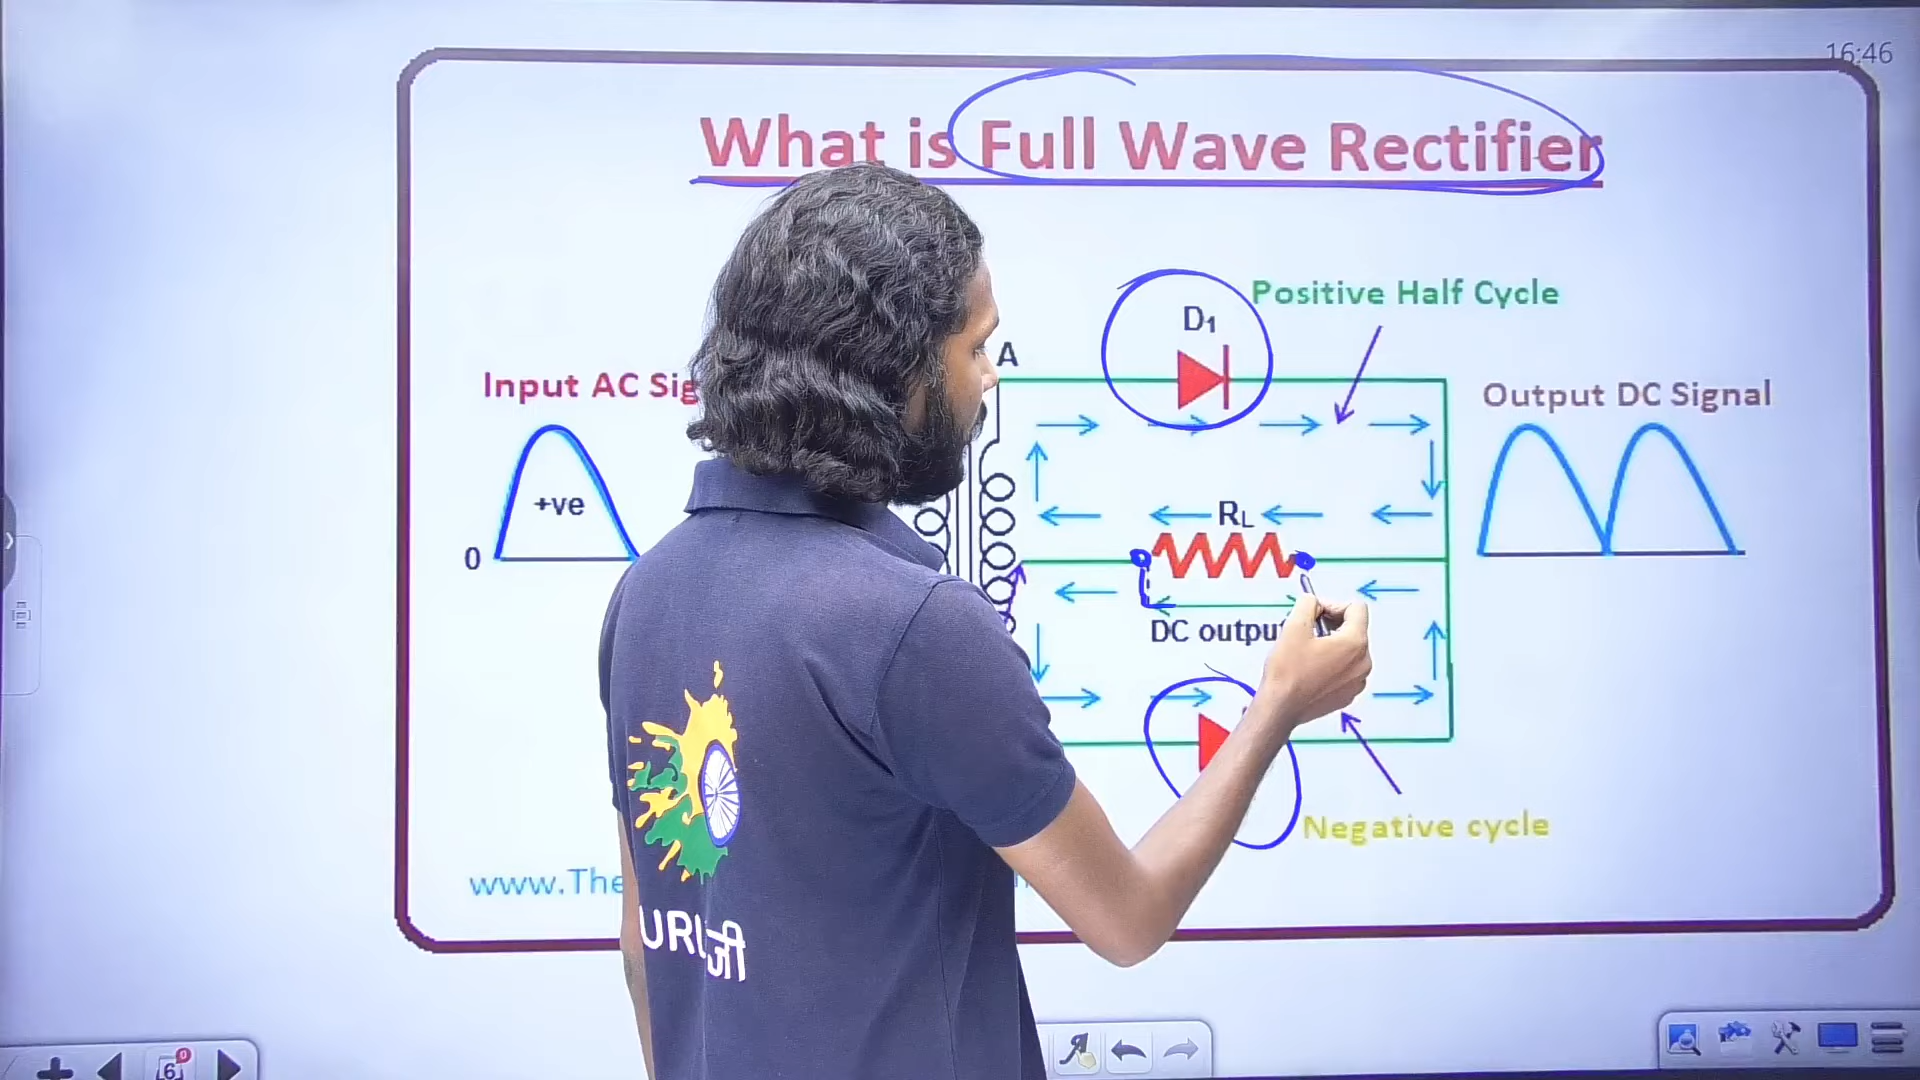 16:46
What is Full Wave Rectifier
D1
Positive Half Cycle
A
Input AC Sig
Output DC Signal
+ve
RL
0
DC outpu
Negative cycle
www.The
जी
6
0